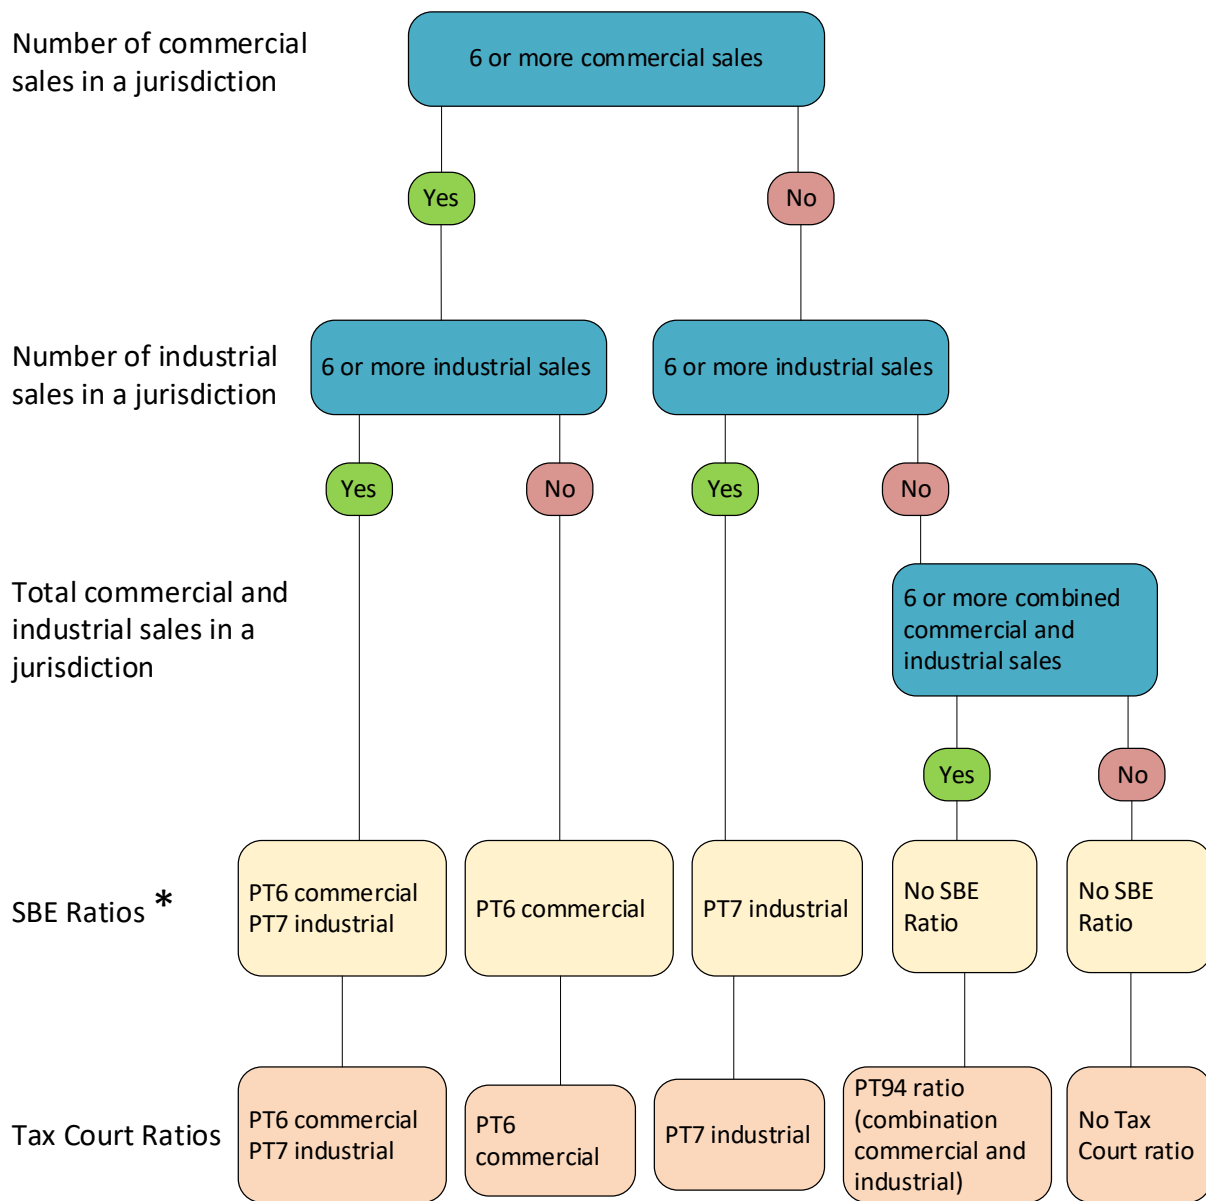 Number of commercial
sales in a jurisdiction
6 or more commercial sales
Yes
No
Number of industrial
sales in a jurisdiction
6 or more industrial sales
6 or more industrial sales
Yes
No
Yes
No
Total commercial and
industrial sales in a
jurisdiction
6 or more combined
commercial and
industrial sales
Yes
No
SBE Ratios *
PT6 commercial
PT7 industrial
PT6 commercial
PT7 industrial
No SBE
Ratio
No SBE
Ratio
Tax Court Ratios
PT6 commercial
PT7 industrial
PT6
commercial
PT7 industrial
PT94 ratio
(combination
commercial and
industrial)
No Tax
Court ratio